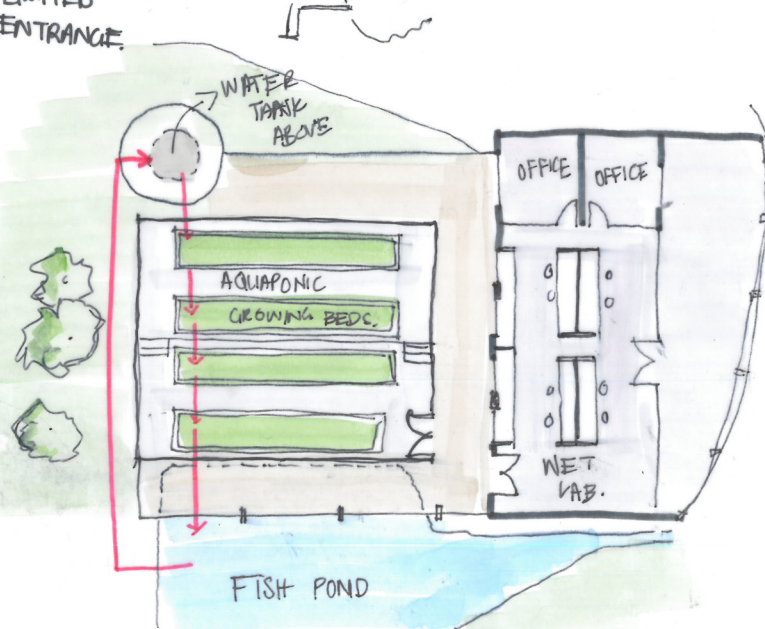 ENTRANCE
WATER
TANK
ABOVE
OFFICE
OFFICE
AQUAPONIC
GROWING BEDS.
WET
LAB.
FISH POND